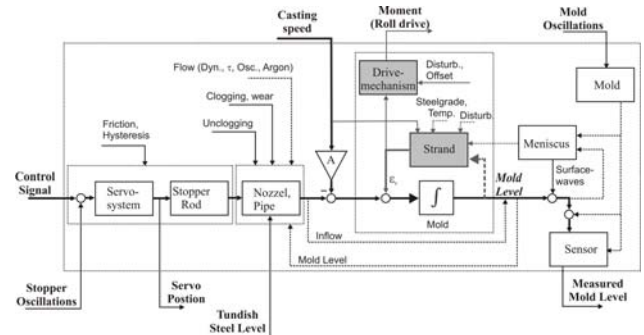 Casting
speed
Moment
(Roll drive)
Mold
Oscillations
Flow (Dyn., τ, Osc., Argon)
Clogging, wear
Unclogging
Friction,
Hysteresis
Drive-
mechanism
Disturb.,
Offset
Mold
Steelgrade,
Temp.
Disturb.
Strand
Meniscus
A
Surface-
waves
Control
Signal
Servo-
system
Stopper
Rod
Nozzel,
Pipe
εᵥ
∫
Mold
Mold
Level
Inflow
Mold Level
Sensor
Stopper
Oscillations
Servo
Postion
Tundish
Steel Level
Measured
Mold Level